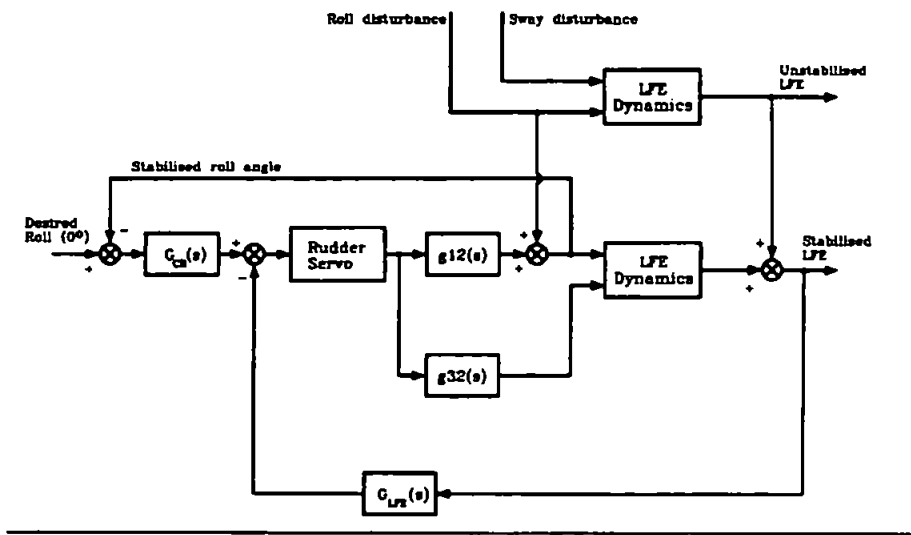 Roll disturbance
Sway disturbance
LFE
Dynamics
Unstabilised
LFE
Stabilised roll angle
Desired
Roll (0º)
-
+
G_CR(s)
+
-
Rudder
Servo
g12(s)
+
+
LFE
Dynamics
+
+
Stabilised
LFE
g32(s)
G_LFE(s)